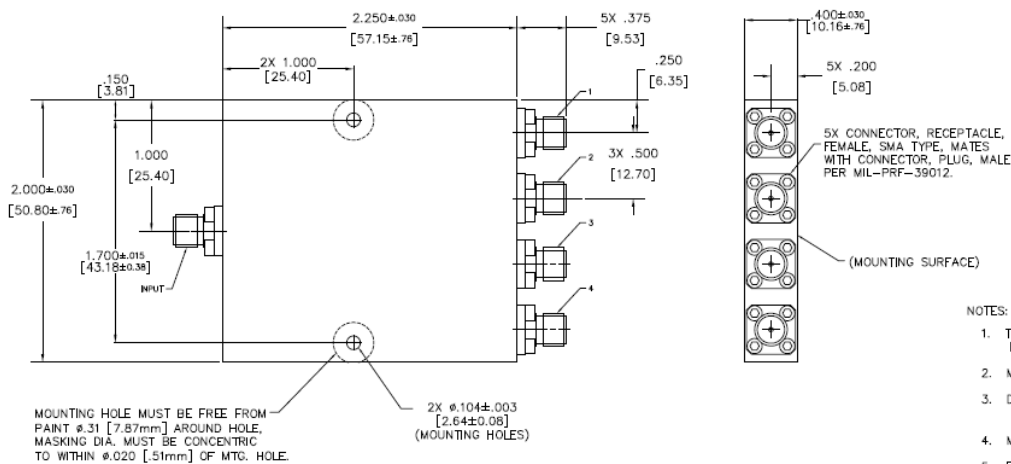 2.250±.030
[57.15±.76]
5X .375
[9.53]
.400±.030
[10.16±.76]
2X 1.000
[25.40]
.250
[6.35]
5X .200
[5.08]
.150
[3.81]
1
1.000
[25.40]
2
3X .500
[12.70]
5X CONNECTOR, RECEPTACLE,
FEMALE, SMA TYPE, MATES
WITH CONNECTOR, PLUG, MALE
PER MIL-PRF-39012.
2.000±.030
[50.80±.76]
3
1.700±.015
[43.18±0.38]
(MOUNTING SURFACE)
INPUT
4
NOTES:
1.
2. M
3. D
4. M
5.
MOUNTING HOLE MUST BE FREE FROM
PAINT ø.31 [7.87mm] AROUND HOLE,
MASKING DIA. MUST BE CONCENTRIC
TO WITHIN ø.020 [.51mm] OF MTG. HOLE.
2X ø.104±.003
[2.64±0.08]
(MOUNTING HOLES)